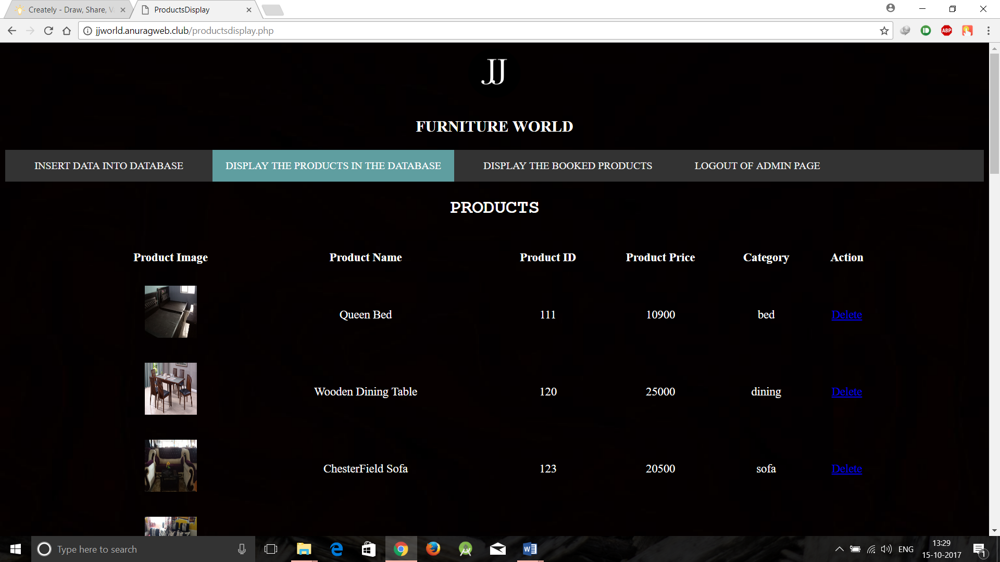 Creately - Draw, Share, V
ProductsDisplay
jjworld.anuragweb.club/productsdisplay.php
ABP
JJ
FURNITURE WORLD
INSERT DATA INTO DATABASE DISPLAY THE PRODUCTS IN THE DATABASE DISPLAY THE BOOKED PRODUCTS LOGOUT OF ADMIN PAGE
PRODUCTS
Product Image Product Name Product ID Product Price Category Action
Queen Bed 111 10900 bed Delete
Wooden Dining Table 120 25000 dining Delete
ChesterField Sofa 123 20500 sofa Delete
Type here to search
ENG
13:29
15-10-2017
1